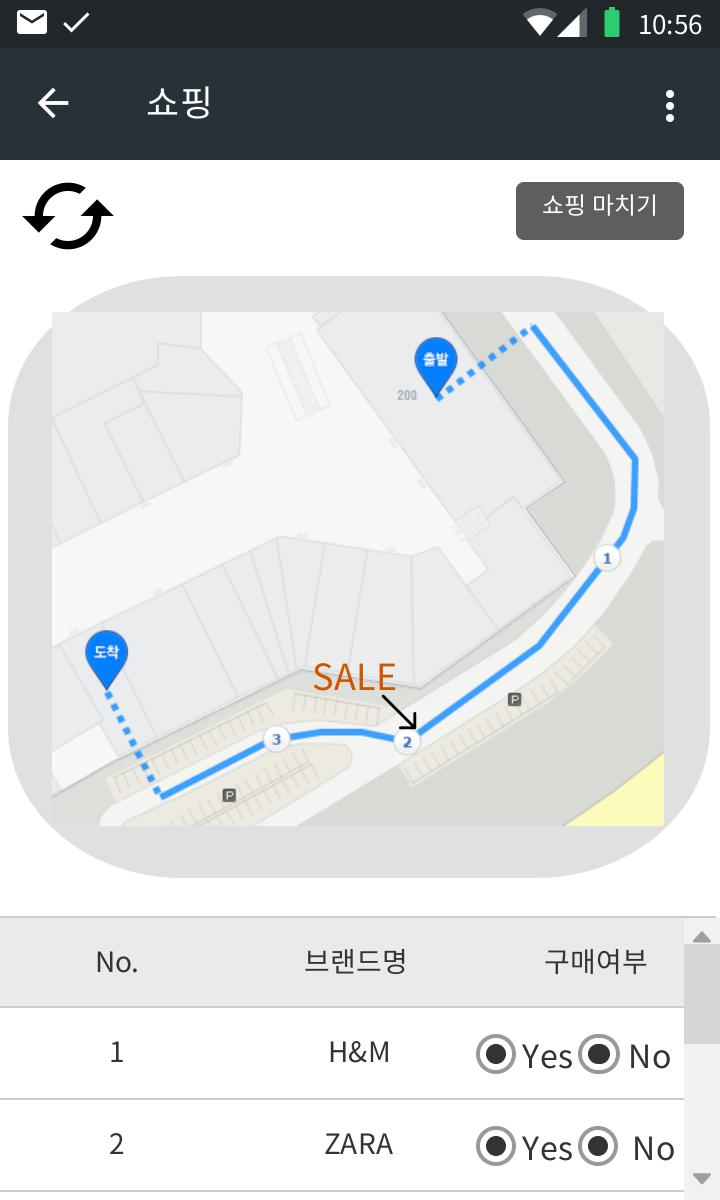 10:56
쇼핑
쇼핑 마치기
출발
200
1
도착
SALE
P
3
2
P
No. 브랜드명 구매여부
1 H&M Yes No
2 ZARA Yes No